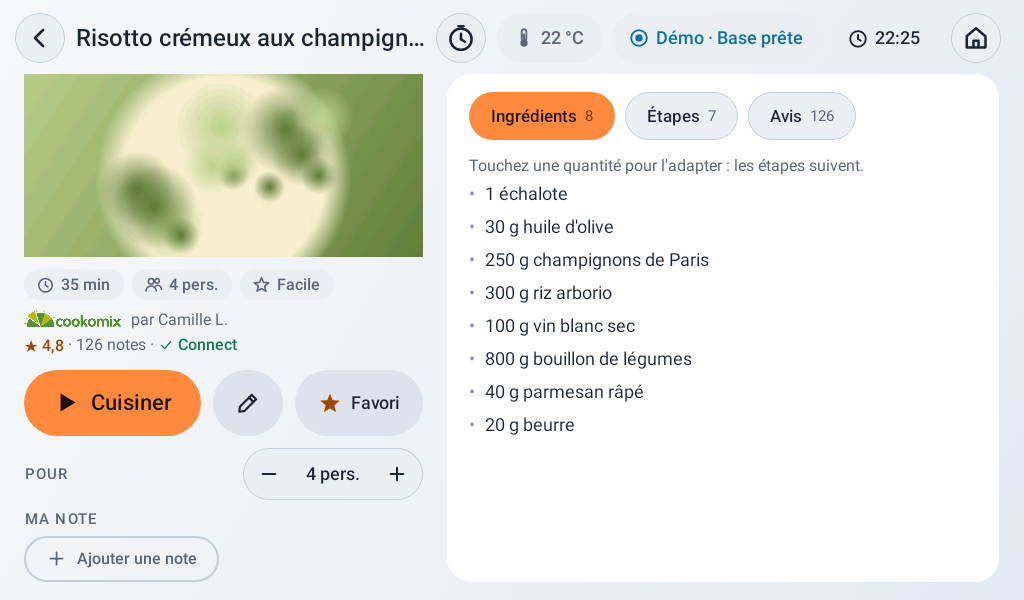 Risotto crémeux aux champign…
22 °C
Démo · Base prête
22:25
35 min
4 pers.
Facile
cookomix par Camille L.
★ 4,8 · 126 notes · ✓ Connect
Cuisiner
Favori
POUR
− 4 pers. +
MA NOTE
+ Ajouter une note
Ingrédients 8
Étapes 7
Avis 126
Touchez une quantité pour l'adapter : les étapes suivent.
• 1 échalote
• 30 g huile d'olive
• 250 g champignons de Paris
• 300 g riz arborio
• 100 g vin blanc sec
• 800 g bouillon de légumes
• 40 g parmesan râpé
• 20 g beurre